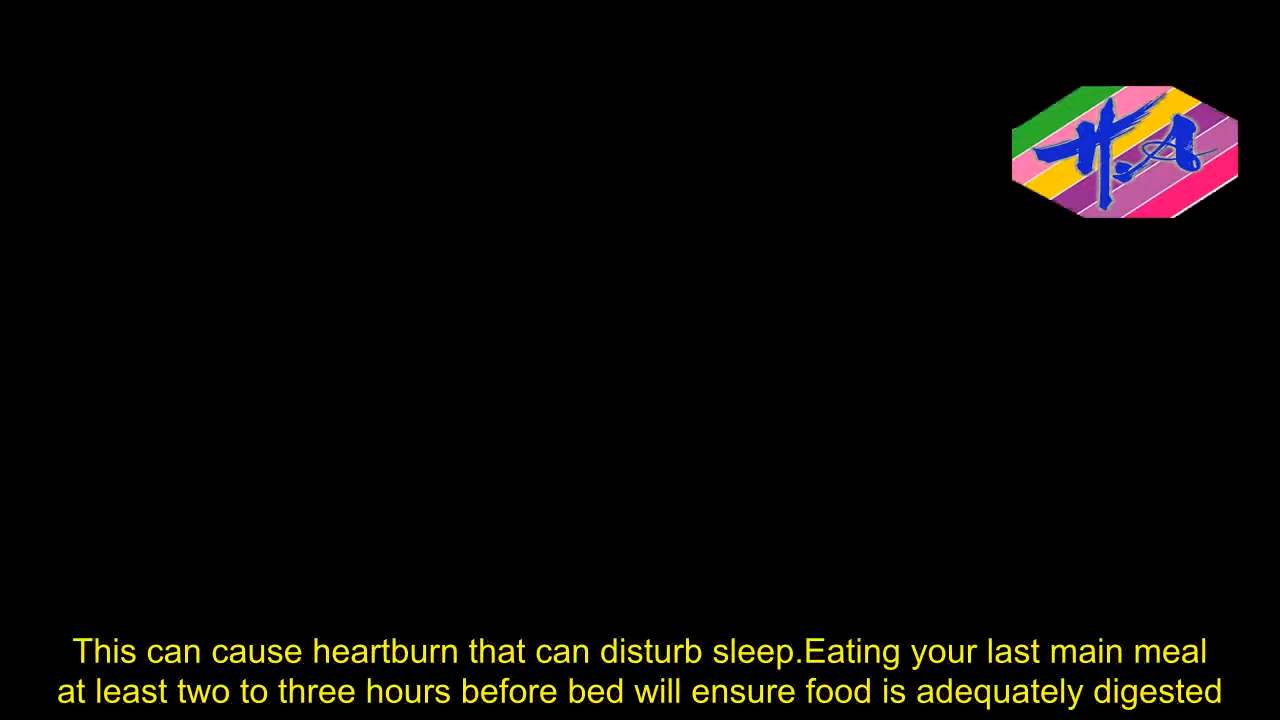 H.A
This can cause heartburn that can disturb sleep.Eating your last main meal
at least two to three hours before bed will ensure food is adequately digested